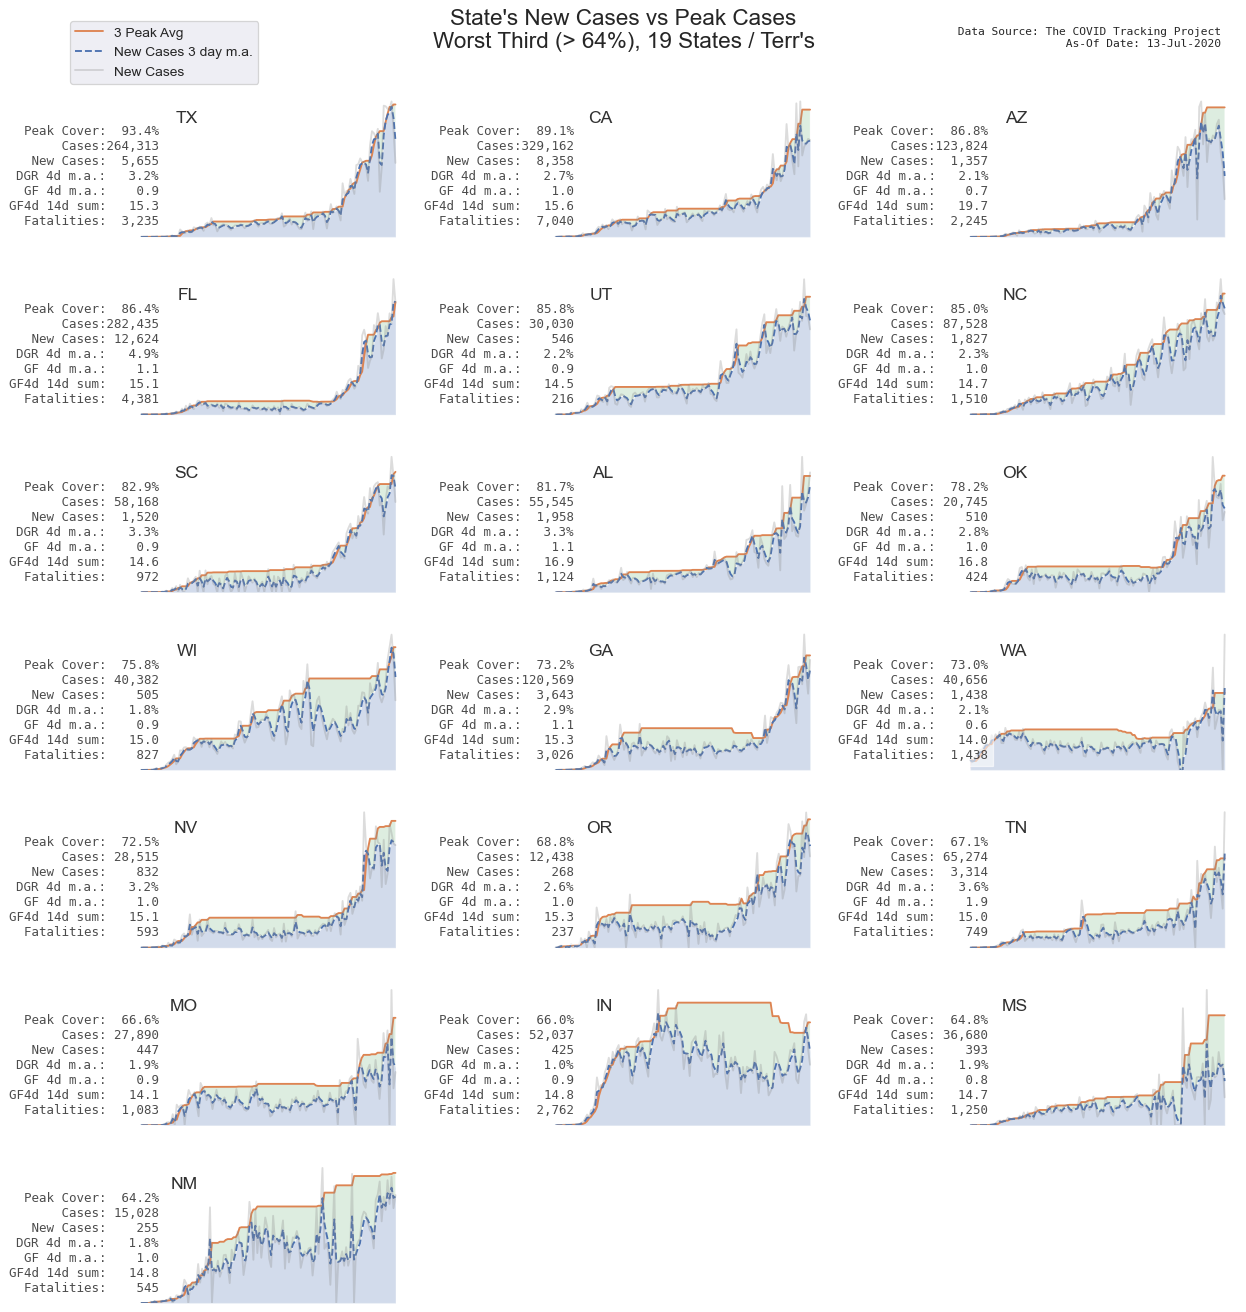 State's New Cases vs Peak Cases
Worst Third (> 64%), 19 States / Terr's
3 Peak Avg
New Cases 3 day m.a.
New Cases
Data Source: The COVID Tracking Project
As-Of Date: 13-Jul-2020
TX
Peak Cover: 93.4%
Cases:264,313
New Cases: 5,655
DGR 4d m.a.: 3.2%
GF 4d m.a.: 0.9
GF4d 14d sum: 15.3
Fatalities: 3,235
CA
Peak Cover: 89.1%
Cases:329,162
New Cases: 8,358
DGR 4d m.a.: 2.7%
GF 4d m.a.: 1.0
GF4d 14d sum: 15.6
Fatalities: 7,040
AZ
Peak Cover: 86.8%
Cases:123,824
New Cases: 1,357
DGR 4d m.a.: 2.1%
GF 4d m.a.: 0.7
GF4d 14d sum: 19.7
Fatalities: 2,245
FL
Peak Cover: 86.4%
Cases:282,435
New Cases: 12,624
DGR 4d m.a.: 4.9%
GF 4d m.a.: 1.1
GF4d 14d sum: 15.1
Fatalities: 4,381
UT
Peak Cover: 85.8%
Cases: 30,030
New Cases: 546
DGR 4d m.a.: 2.2%
GF 4d m.a.: 0.9
GF4d 14d sum: 14.5
Fatalities: 216
NC
Peak Cover: 85.0%
Cases: 87,528
New Cases: 1,827
DGR 4d m.a.: 2.3%
GF 4d m.a.: 1.0
GF4d 14d sum: 14.7
Fatalities: 1,510
SC
Peak Cover: 82.9%
Cases: 58,168
New Cases: 1,520
DGR 4d m.a.: 3.3%
GF 4d m.a.: 0.9
GF4d 14d sum: 14.6
Fatalities: 972
AL
Peak Cover: 81.7%
Cases: 55,545
New Cases: 1,958
DGR 4d m.a.: 3.3%
GF 4d m.a.: 1.1
GF4d 14d sum: 16.9
Fatalities: 1,124
OK
Peak Cover: 78.2%
Cases: 20,745
New Cases: 510
DGR 4d m.a.: 2.8%
GF 4d m.a.: 1.0
GF4d 14d sum: 16.8
Fatalities: 424
WI
Peak Cover: 75.8%
Cases: 40,382
New Cases: 505
DGR 4d m.a.: 1.8%
GF 4d m.a.: 0.9
GF4d 14d sum: 15.0
Fatalities: 827
GA
Peak Cover: 73.2%
Cases:120,569
New Cases: 3,643
DGR 4d m.a.: 2.9%
GF 4d m.a.: 1.1
GF4d 14d sum: 15.3
Fatalities: 3,026
WA
Peak Cover: 73.0%
Cases: 40,656
New Cases: 1,438
DGR 4d m.a.: 2.1%
GF 4d m.a.: 0.6
GF4d 14d sum: 14.0
Fatalities: 1,438
NV
Peak Cover: 72.5%
Cases: 28,515
New Cases: 832
DGR 4d m.a.: 3.2%
GF 4d m.a.: 1.0
GF4d 14d sum: 15.1
Fatalities: 593
OR
Peak Cover: 68.8%
Cases: 12,438
New Cases: 268
DGR 4d m.a.: 2.6%
GF 4d m.a.: 1.0
GF4d 14d sum: 15.3
Fatalities: 237
TN
Peak Cover: 67.1%
Cases: 65,274
New Cases: 3,314
DGR 4d m.a.: 3.6%
GF 4d m.a.: 1.9
GF4d 14d sum: 15.0
Fatalities: 749
MO
Peak Cover: 66.6%
Cases: 27,890
New Cases: 447
DGR 4d m.a.: 1.9%
GF 4d m.a.: 0.9
GF4d 14d sum: 14.1
Fatalities: 1,083
IN
Peak Cover: 66.0%
Cases: 52,037
New Cases: 425
DGR 4d m.a.: 1.0%
GF 4d m.a.: 0.9
GF4d 14d sum: 14.8
Fatalities: 2,762
MS
Peak Cover: 64.8%
Cases: 36,680
New Cases: 393
DGR 4d m.a.: 1.9%
GF 4d m.a.: 0.8
GF4d 14d sum: 14.7
Fatalities: 1,250
NM
Peak Cover: 64.2%
Cases: 15,028
New Cases: 255
DGR 4d m.a.: 1.8%
GF 4d m.a.: 1.0
GF4d 14d sum: 14.8
Fatalities: 545